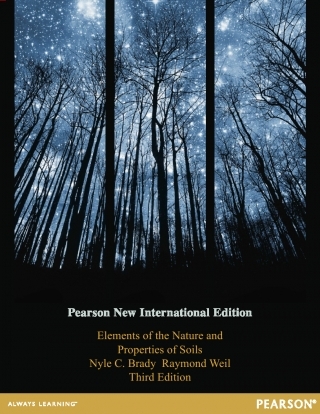 Pearson New International Edition
Elements of the Nature and
Properties of Soils
Nyle C. Brady  Raymond Weil
Third Edition
ALWAYS LEARNING™
PEARSON®